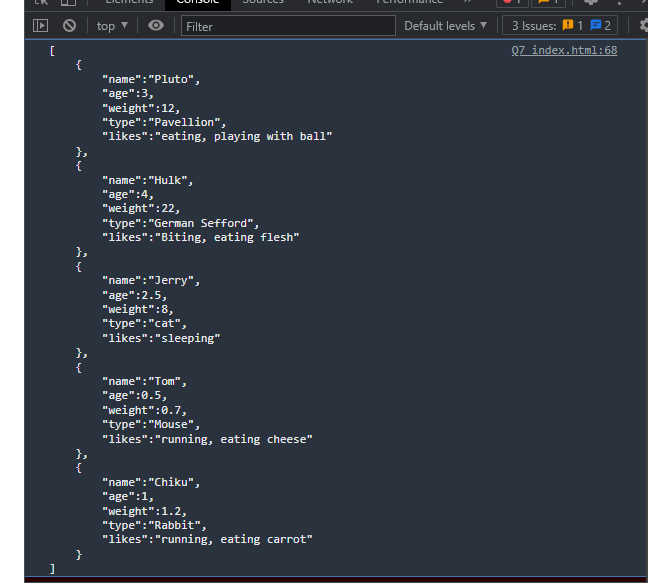 Elements Console Sources Network Performance » 1 1
top ▼ Filter Default levels ▼ 3 Issues: 1 2
[ Q7 index.html:68
{
"name":"Pluto",
"age":3,
"weight":12,
"type":"Pavellion",
"likes":"eating, playing with ball"
},
{
"name":"Hulk",
"age":4,
"weight":22,
"type":"German Sefford",
"likes":"Biting, eating flesh"
},
{
"name":"Jerry",
"age":2.5,
"weight":8,
"type":"cat",
"likes":"sleeping"
},
{
"name":"Tom",
"age":0.5,
"weight":0.7,
"type":"Mouse",
"likes":"running, eating cheese"
},
{
"name":"Chiku",
"age":1,
"weight":1.2,
"type":"Rabbit",
"likes":"running, eating carrot"
}
]